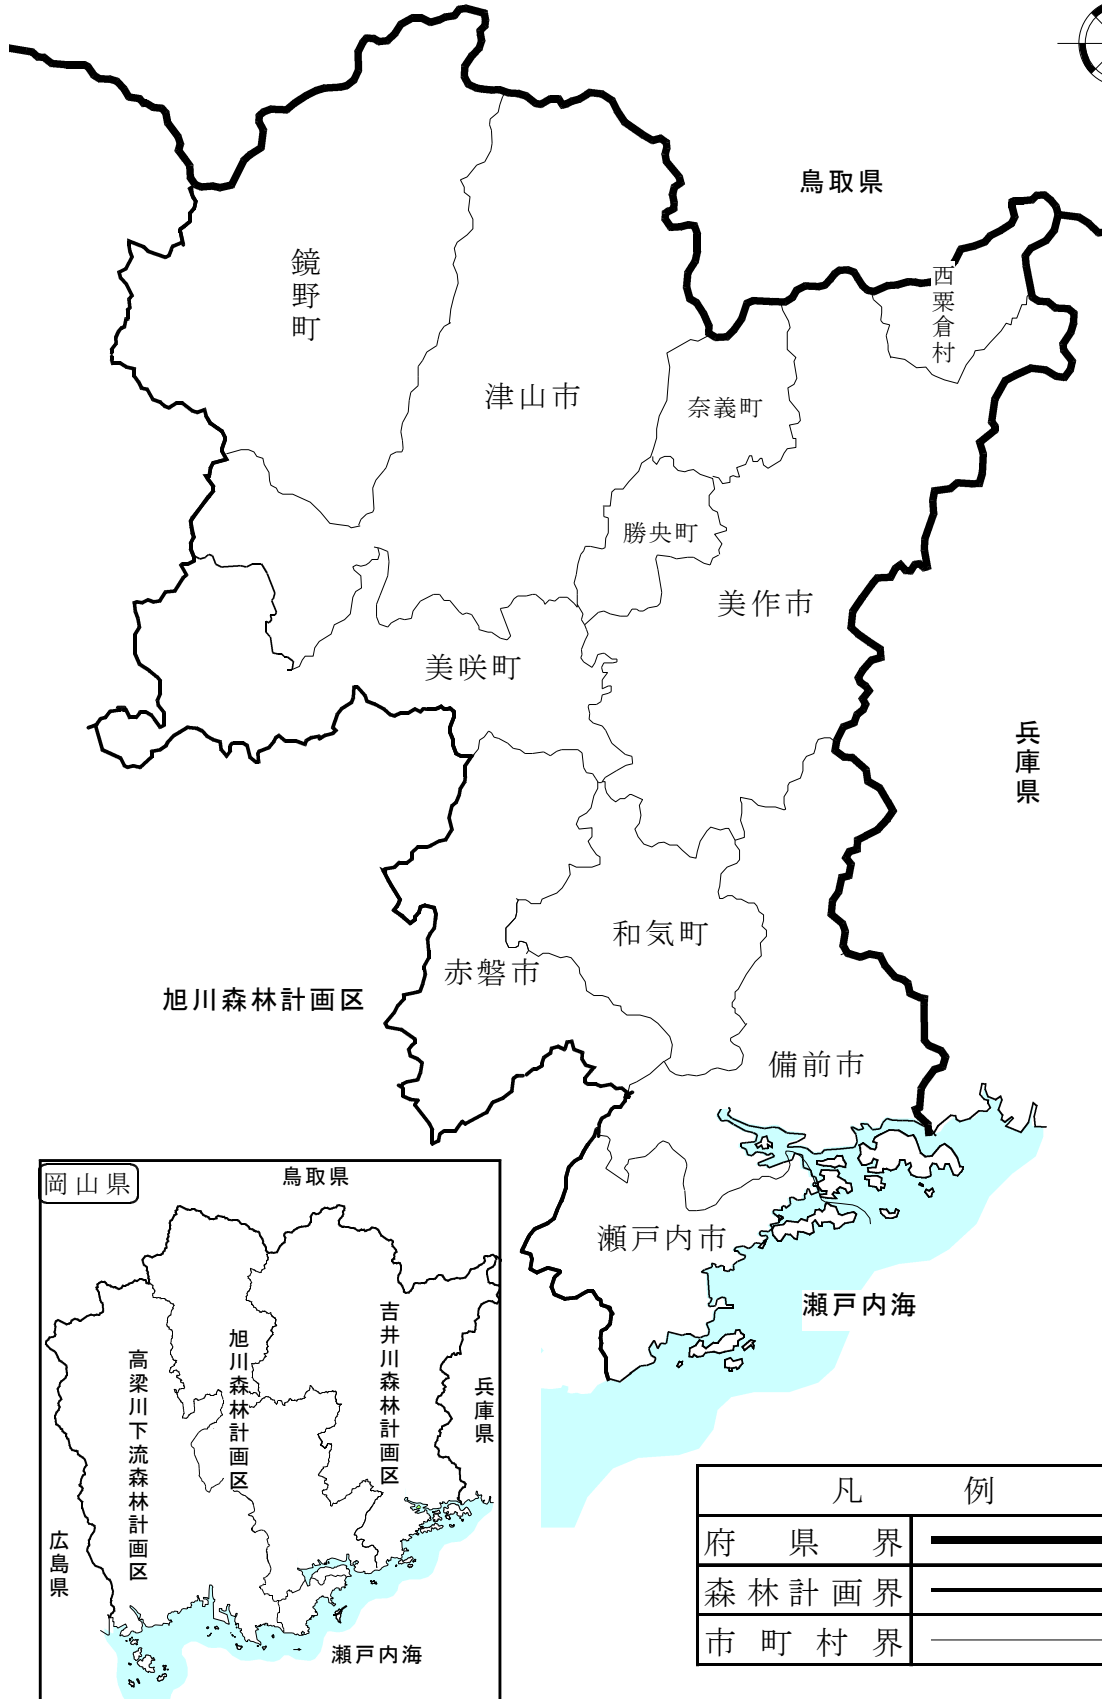 鳥取県
西粟倉村
鏡野町
津山市
奈義町
勝央町
美作市
美咲町
兵庫県
和気町
赤磐市
旭川森林計画区
備前市
瀬戸内市
瀬戸内海
岡山県
鳥取県
吉井川森林計画区
旭川森林計画区
高梁川下流森林計画区
兵庫県
広島県
瀬戸内海
凡 例
府県界
森林計画界
市町村界